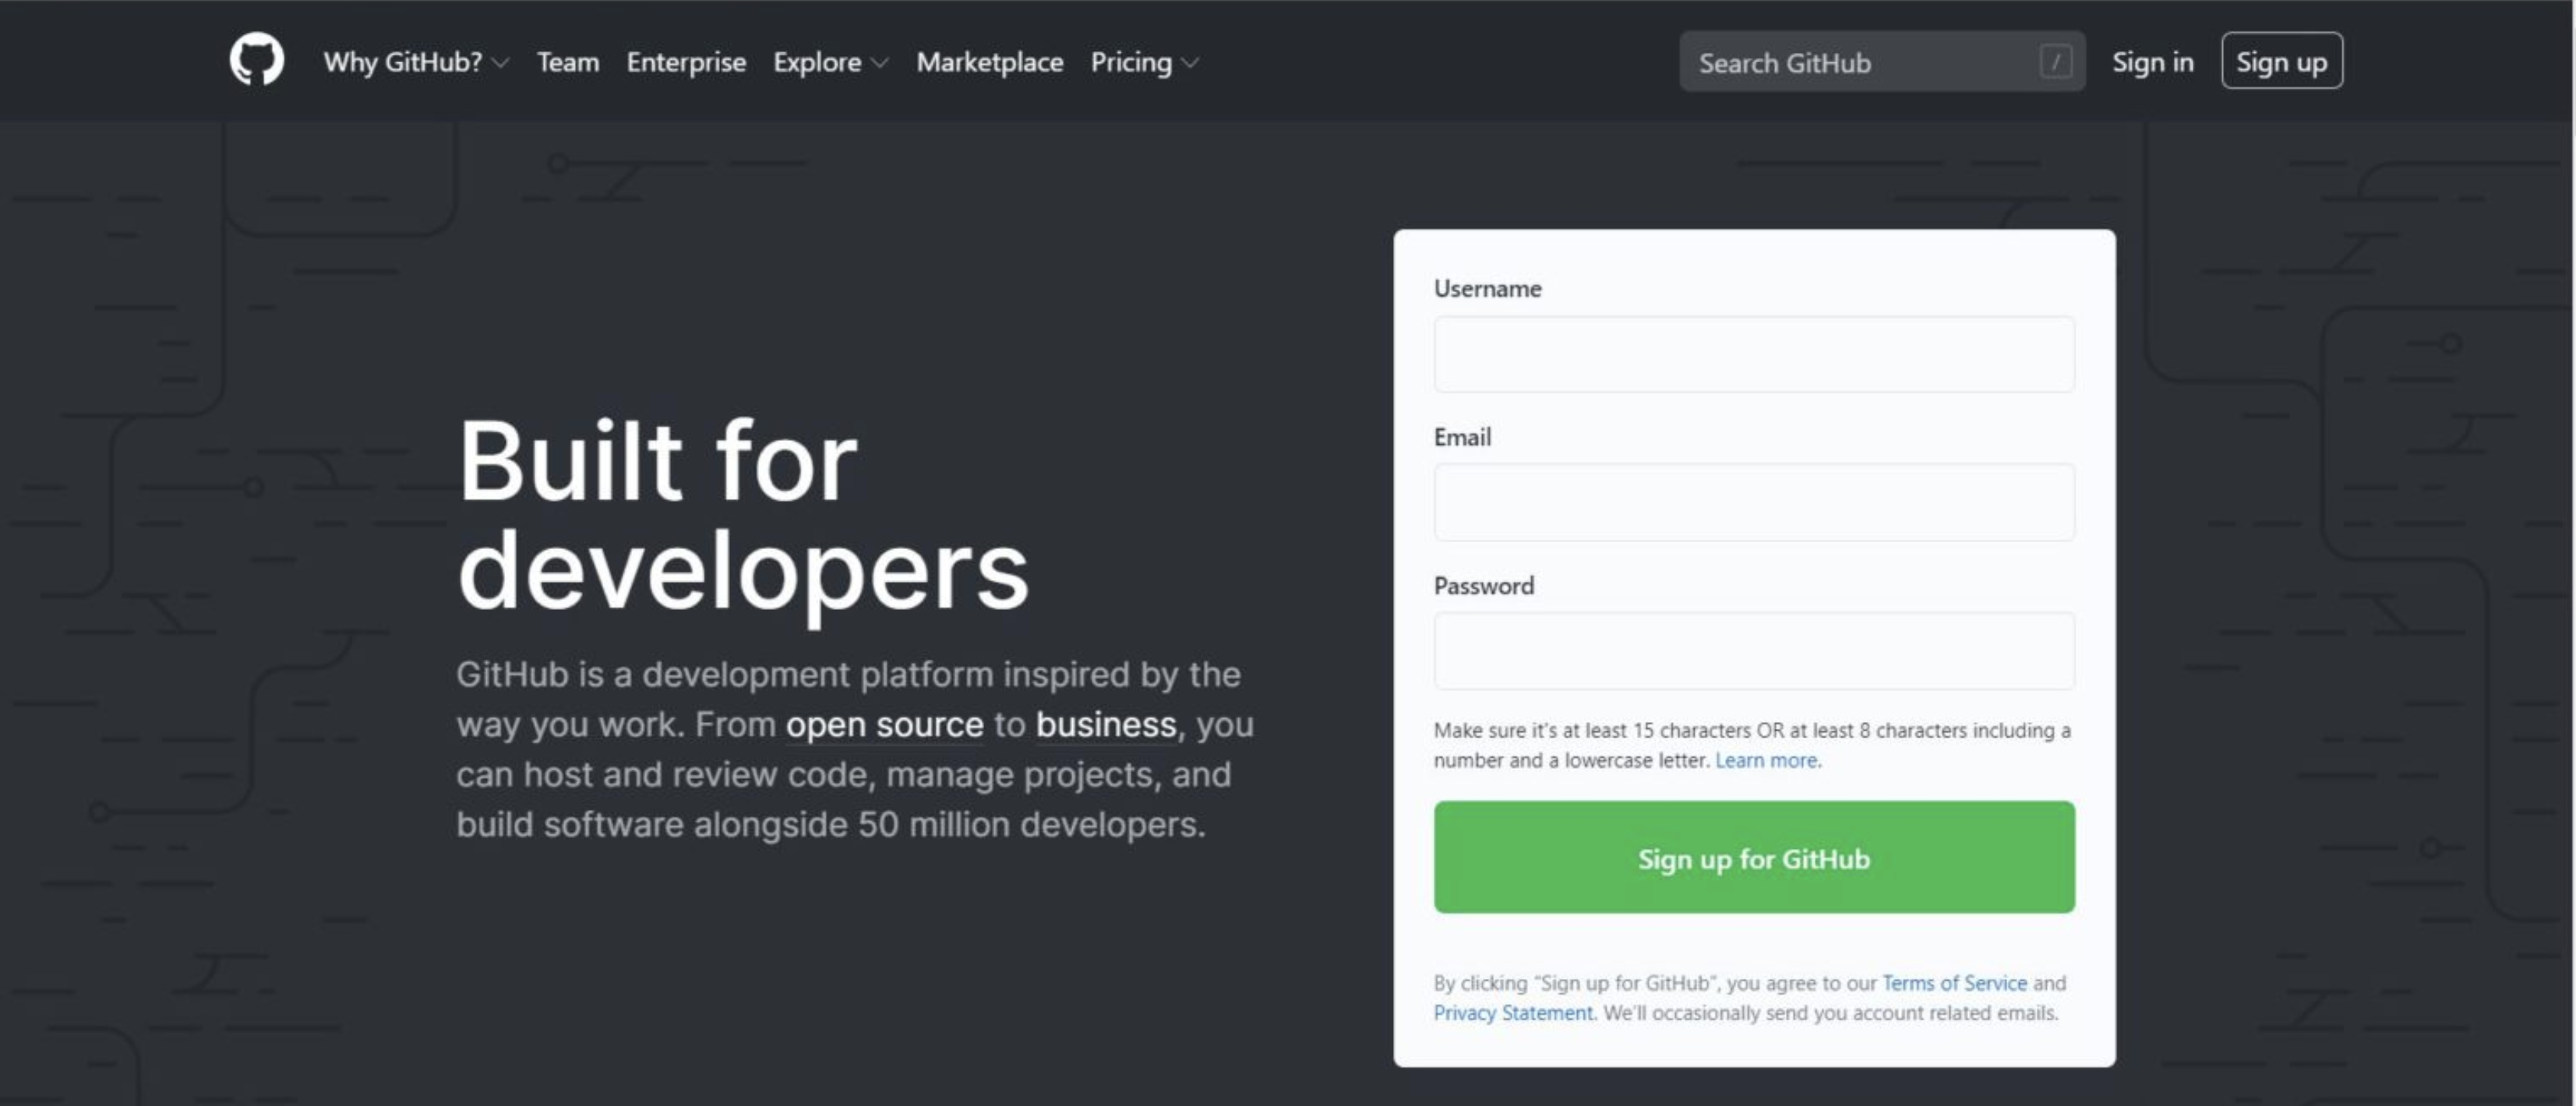 Why GitHub? Team Enterprise Explore Marketplace Pricing Search GitHub / Sign in Sign up
Built for
developers
GitHub is a development platform inspired by the
way you work. From open source to business, you
can host and review code, manage projects, and
build software alongside 50 million developers.
Username
Email
Password
Make sure it's at least 15 characters OR at least 8 characters including a
number and a lowercase letter. Learn more.
Sign up for GitHub
By clicking “Sign up for GitHub”, you agree to our Terms of Service and
Privacy Statement. We'll occasionally send you account related emails.